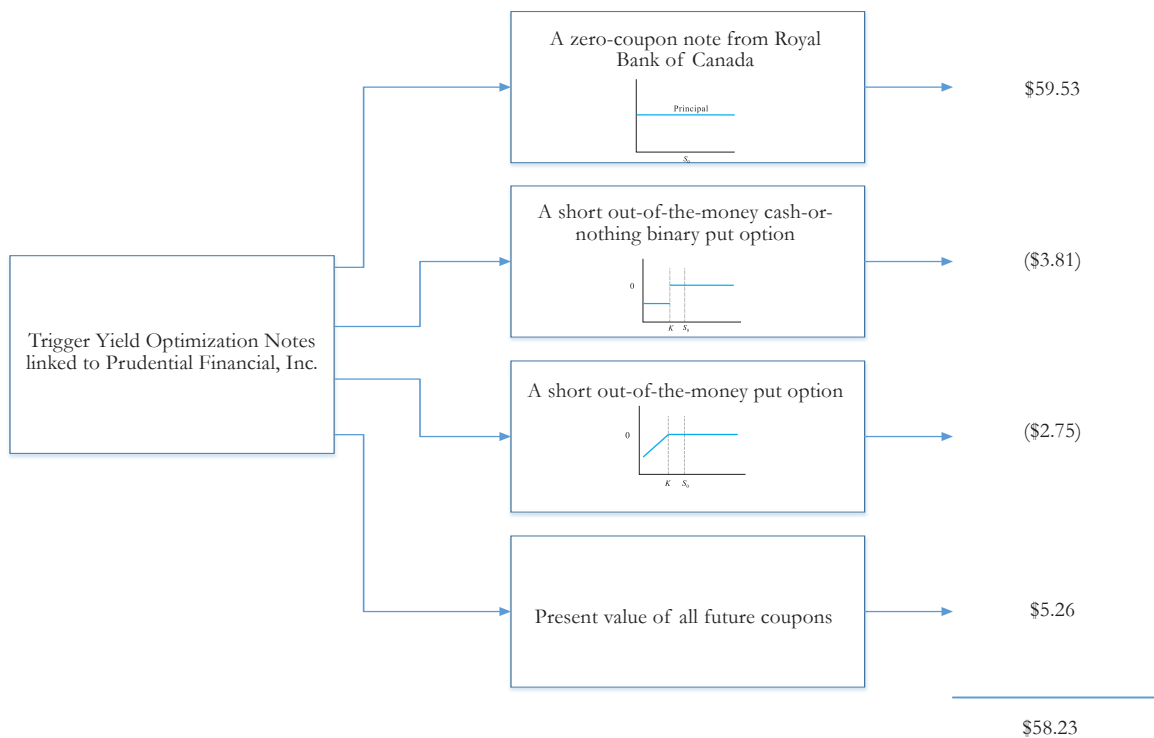 A zero-coupon note from Royal
Bank of Canada
Principal
S₀
$59.53
A short out-of-the-money cash-or-
nothing binary put option
0
K S₀
($3.81)
Trigger Yield Optimization Notes
linked to Prudential Financial, Inc.
A short out-of-the-money put option
0
K S₀
($2.75)
Present value of all future coupons
$5.26
$58.23